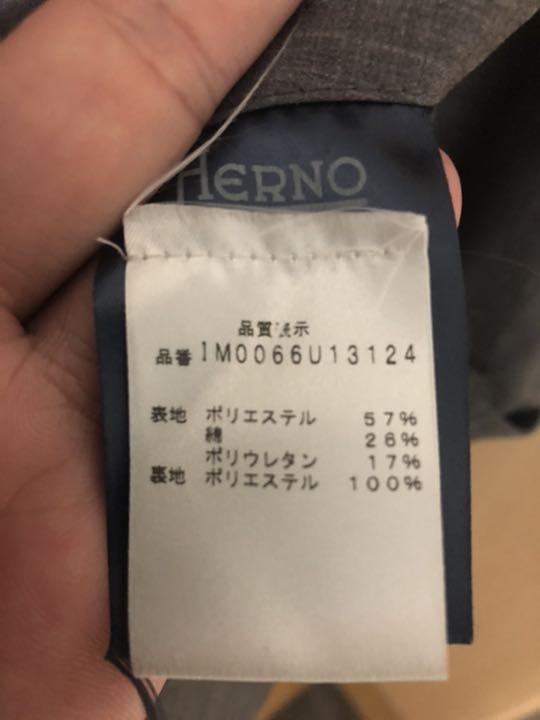 HERNO
品質表示
品番 IM0066U13124
表地 ポリエステル 57%
綿 26%
ポリウレタン 17%
裏地 ポリエステル 100%